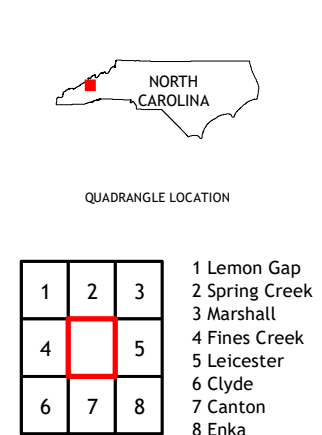 NORTH
CAROLINA
QUADRANGLE LOCATION
1 2 3
4 5
6 7 8
1 Lemon Gap
2 Spring Creek
3 Marshall
4 Fines Creek
5 Leicester
6 Clyde
7 Canton
8 Enka